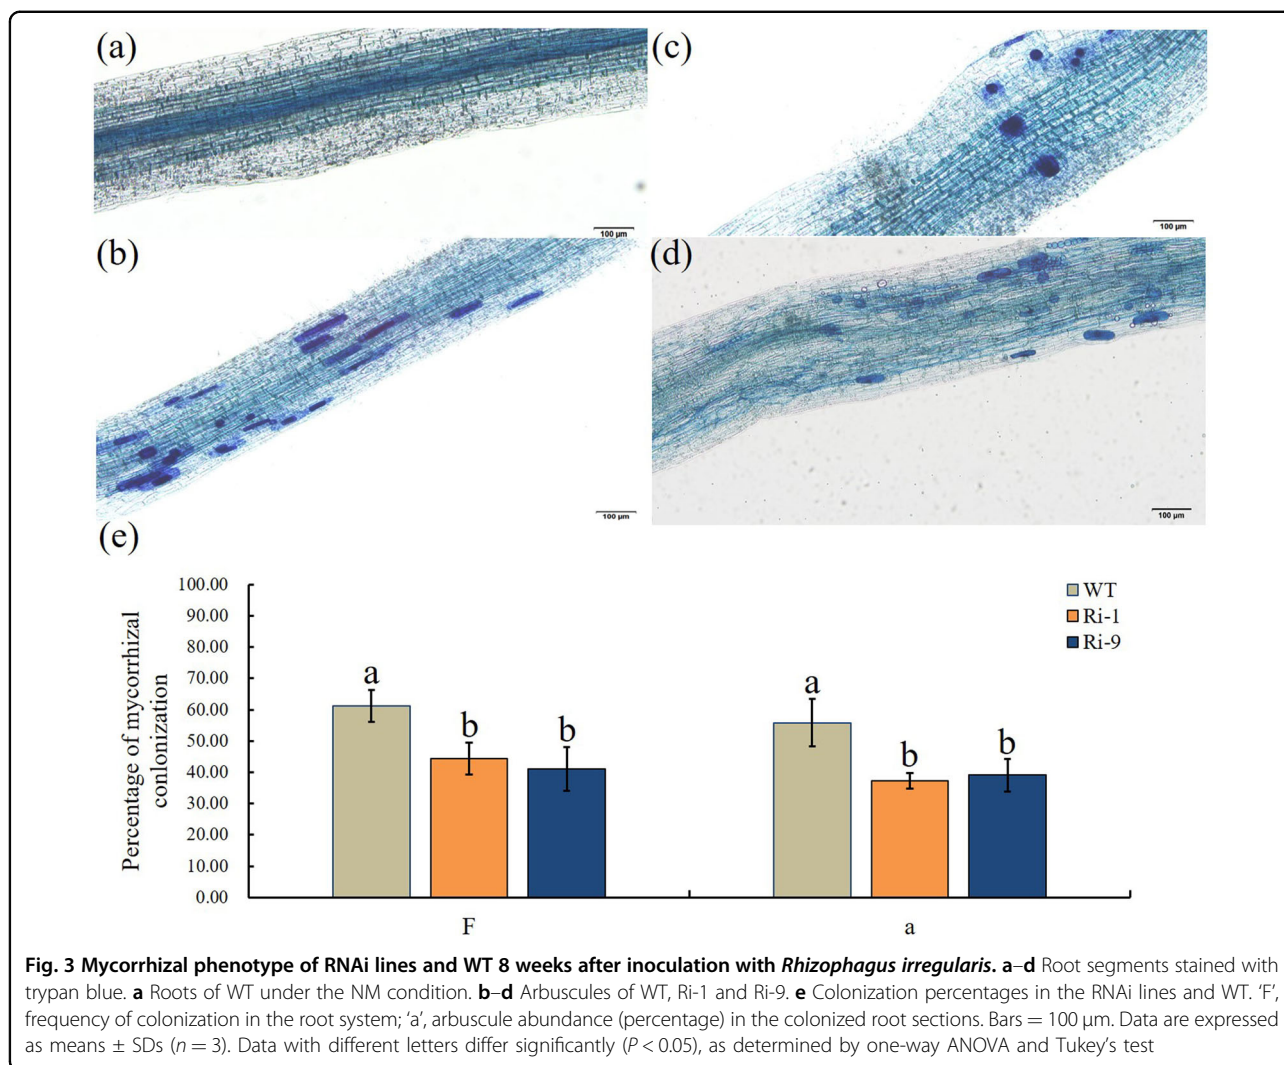 (a)
100 µm
(c)
100 µm
(b)
100 µm
(d)
100 µm
(e)
Percentage of mycorrhizal
conlonization
100.00
90.00
80.00
70.00
60.00
50.00
40.00
30.00
20.00
10.00
0.00
WT
Ri-1
Ri-9
a
b
b
a
b
b
F
a
Fig. 3 Mycorrhizal phenotype of RNAi lines and WT 8 weeks after inoculation with Rhizophagus irregularis. a–d Root segments stained with
trypan blue. a Roots of WT under the NM condition. b–d Arbuscules of WT, Ri-1 and Ri-9. e Colonization percentages in the RNAi lines and WT. ‘F’,
frequency of colonization in the root system; ‘a’, arbuscule abundance (percentage) in the colonized root sections. Bars = 100 µm. Data are expressed
as means ± SDs (n = 3). Data with different letters differ significantly (P < 0.05), as determined by one-way ANOVA and Tukey’s test